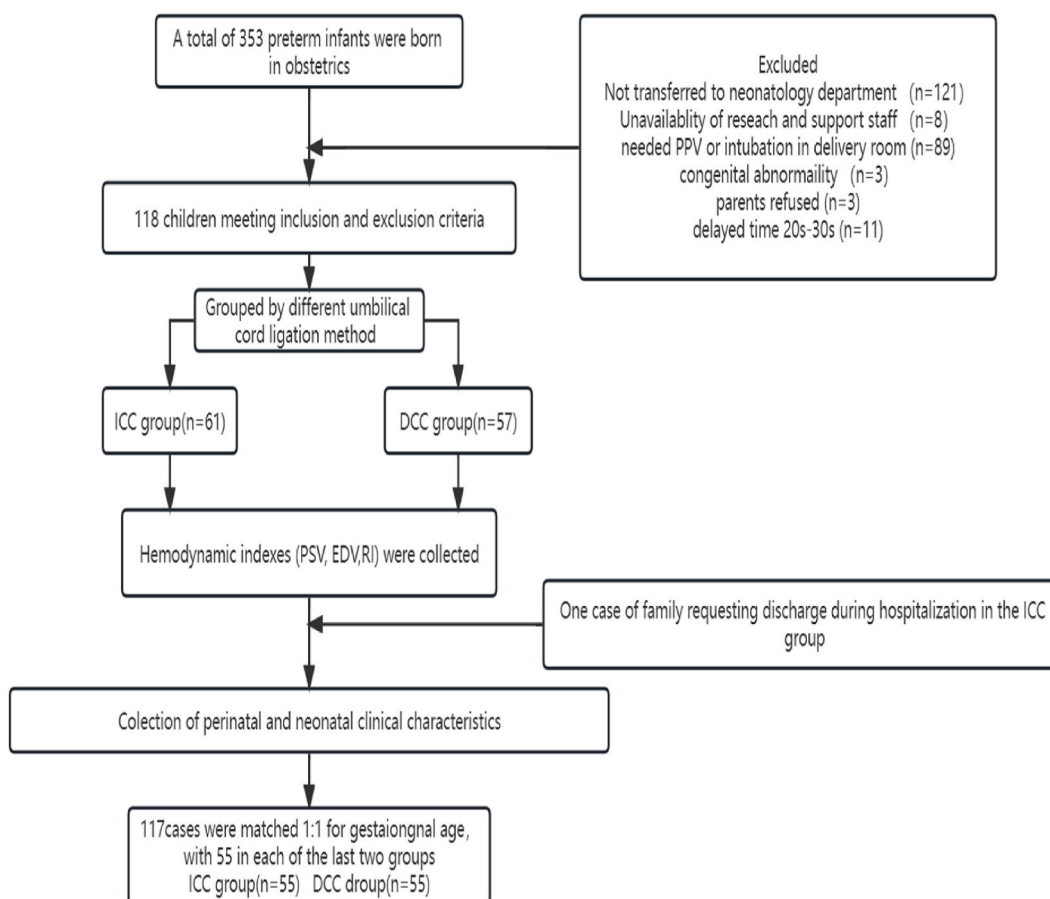 A total of 353 preterm infants were born
in obstetrics
Excluded
Not transferred to neonatology department (n=121)
Unavailablity of reseach and support staff (n=8)
needed PPV or intubation in delivery room (n=89)
congenital abnormaility (n=3)
parents refused (n=3)
delayed time 20s-30s (n=11)
118 children meeting inclusion and exclusion criteria
Grouped by different umbilical
cord ligation method
ICC group(n=61)
DCC group(n=57)
Hemodynamic indexes (PSV, EDV,RI) were collected
One case of family requesting discharge during hospitalization in the ICC
group
Colection of perinatal and neonatal clinical characteristics
117cases were matched 1:1 for gestaiongnal age,
with 55 in each of the last two groups
ICC group(n=55) DCC droup(n=55)